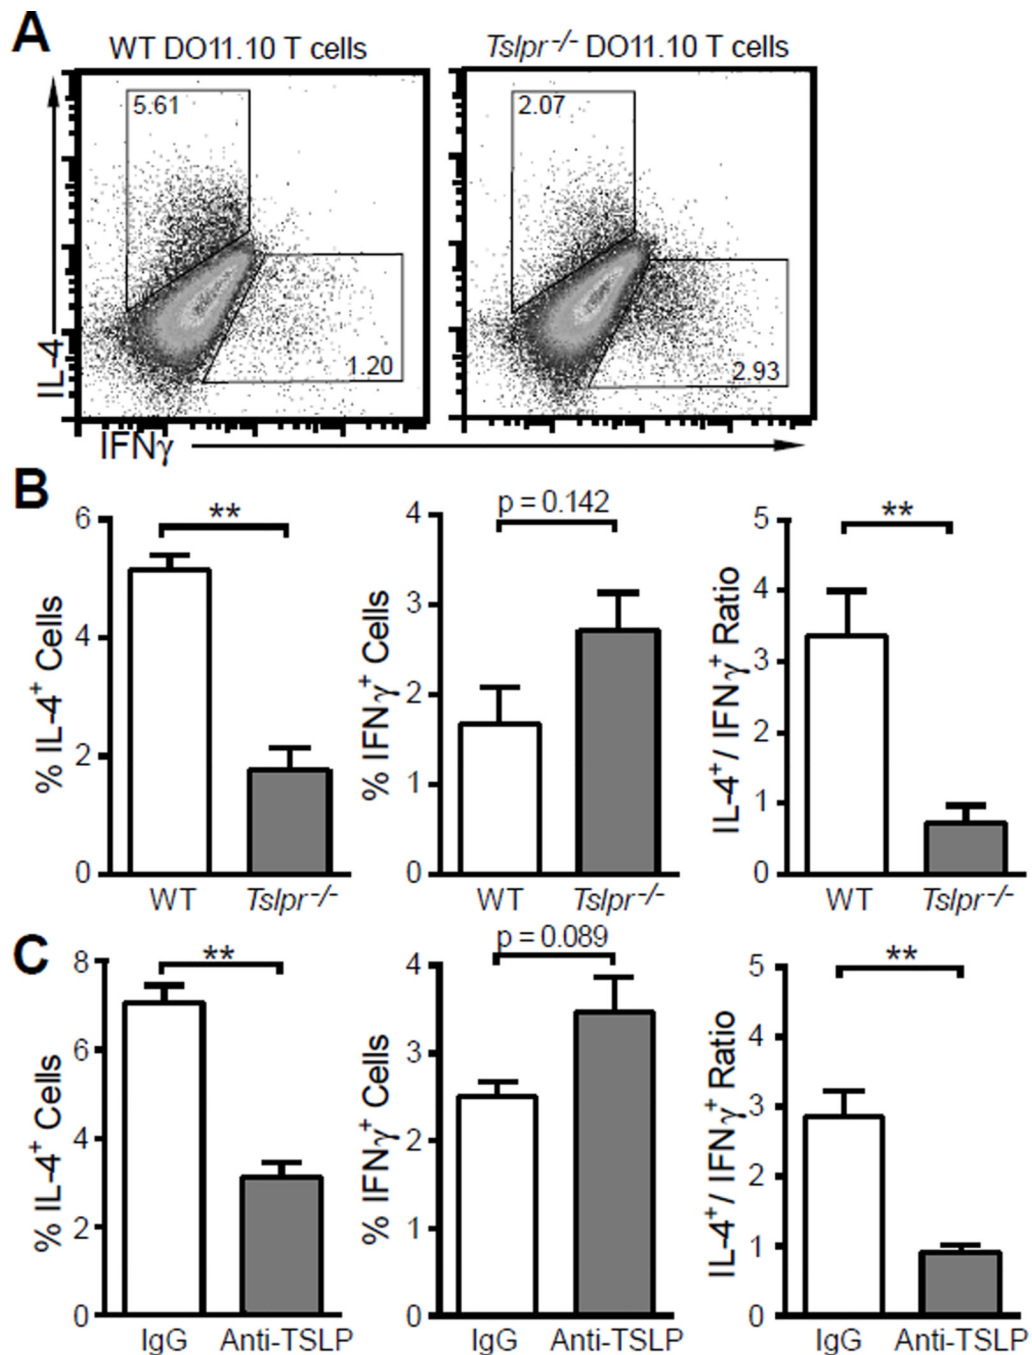 A
WT DO11.10 T cells
Tslpr-/- DO11.10 T cells
IL-4
5.61
1.20
2.07
2.93
IFNγ
B
% IL-4+ Cells
6
4
2
0
**
WT
Tslpr-/-
% IFNγ+ Cells
4
3
2
1
0
p = 0.142
WT
Tslpr-/-
IL-4+/ IFNγ+ Ratio
5
4
3
2
1
0
**
WT
Tslpr-/-
C
% IL-4+ Cells
8
6
4
2
0
**
IgG
Anti-TSLP
% IFNγ+ Cells
4
3
2
1
0
p = 0.089
IgG
Anti-TSLP
IL-4+/ IFNγ+ Ratio
5
4
3
2
1
0
**
IgG
Anti-TSLP